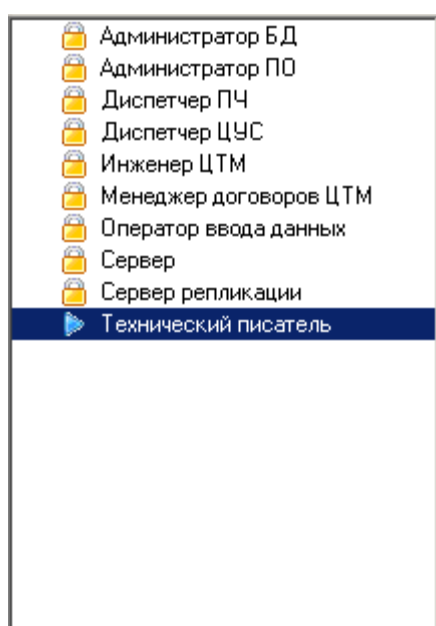 Администратор БД
Администратор ПО
Диспетчер ПЧ
Диспетчер ЦУС
Инженер ЦТМ
Менеджер договоров ЦТМ
Оператор ввода данных
Сервер
Сервер репликации
Технический писатель